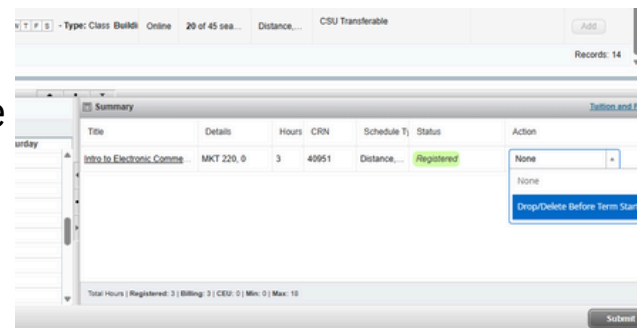 W T F S - Type: Class Buildi Online 20 of 45 sea... Distance,... CSU Transferable Add
Records: 14
e
Summary Tuition and F
urday
Title Details Hours CRN Schedule Ty Status Action
Intro to Electronic Comme... MKT 220, 0 3 40951 Distance,... Registered None
None
Drop/Delete Before Term Start
Total Hours | Registered: 3 | Billing: 3 | CEU: 0 | Min: 0 | Max: 18
Submit